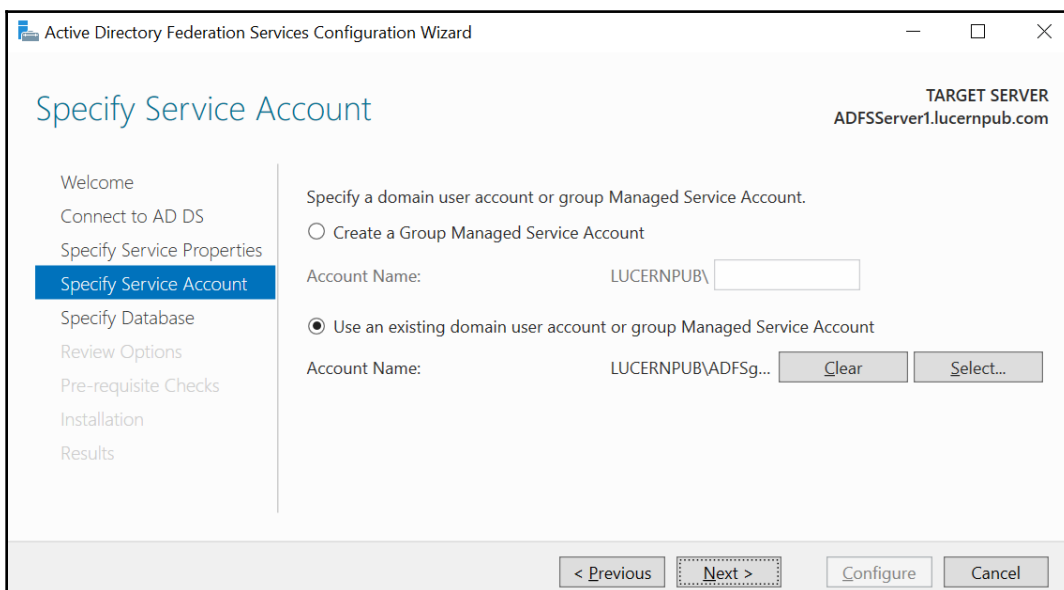 Active Directory Federation Services Configuration Wizard
Specify Service Account
TARGET SERVER
ADFSServer1.lucernpub.com
Welcome
Connect to AD DS
Specify Service Properties
Specify Service Account
Specify Database
Review Options
Pre-requisite Checks
Installation
Results
Specify a domain user account or group Managed Service Account.
Create a Group Managed Service Account
Account Name: LUCERNPUB\
Use an existing domain user account or group Managed Service Account
Account Name: LUCERNPUB\ADFSg... Clear Select...
< Previous Next > Configure Cancel